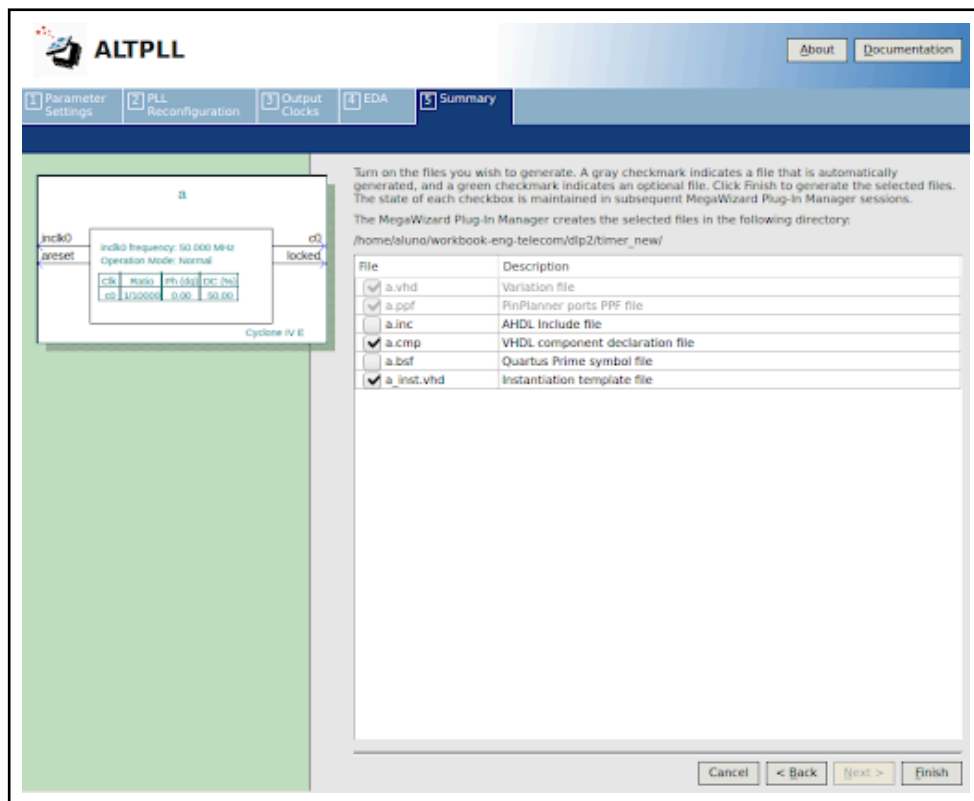 ALTPLL
About
Documentation
1 Parameter
Settings
2 PLL
Reconfiguration
3 Output
Clocks
4 EDA
5 Summary
Turn on the files you wish to generate. A gray checkmark indicates a file that is automatically
generated, and a green checkmark indicates an optional file. Click Finish to generate the selected files.
The state of each checkbox is maintained in subsequent MegaWizard Plug-In Manager sessions.
The MegaWizard Plug-In Manager creates the selected files in the following directory:
/home/aluno/workbook-eng-telecom/dlp2/timer_new/
a
inclk0
areset
c0
locked
inclk0 frequency: 50.000 MHz
Operation Mode: Normal
Clk Ratio Ph (dg) DC (%)
c0 1/10000 0.00 50.00
Cyclone IV E
File Description
a.vhd Variation file
a.ppf PinPlanner ports PPF file
a.inc AHDL Include file
a.cmp VHDL component declaration file
a.bsf Quartus Prime symbol file
a_inst.vhd Instantiation template file
Cancel
< Back
Next >
Finish